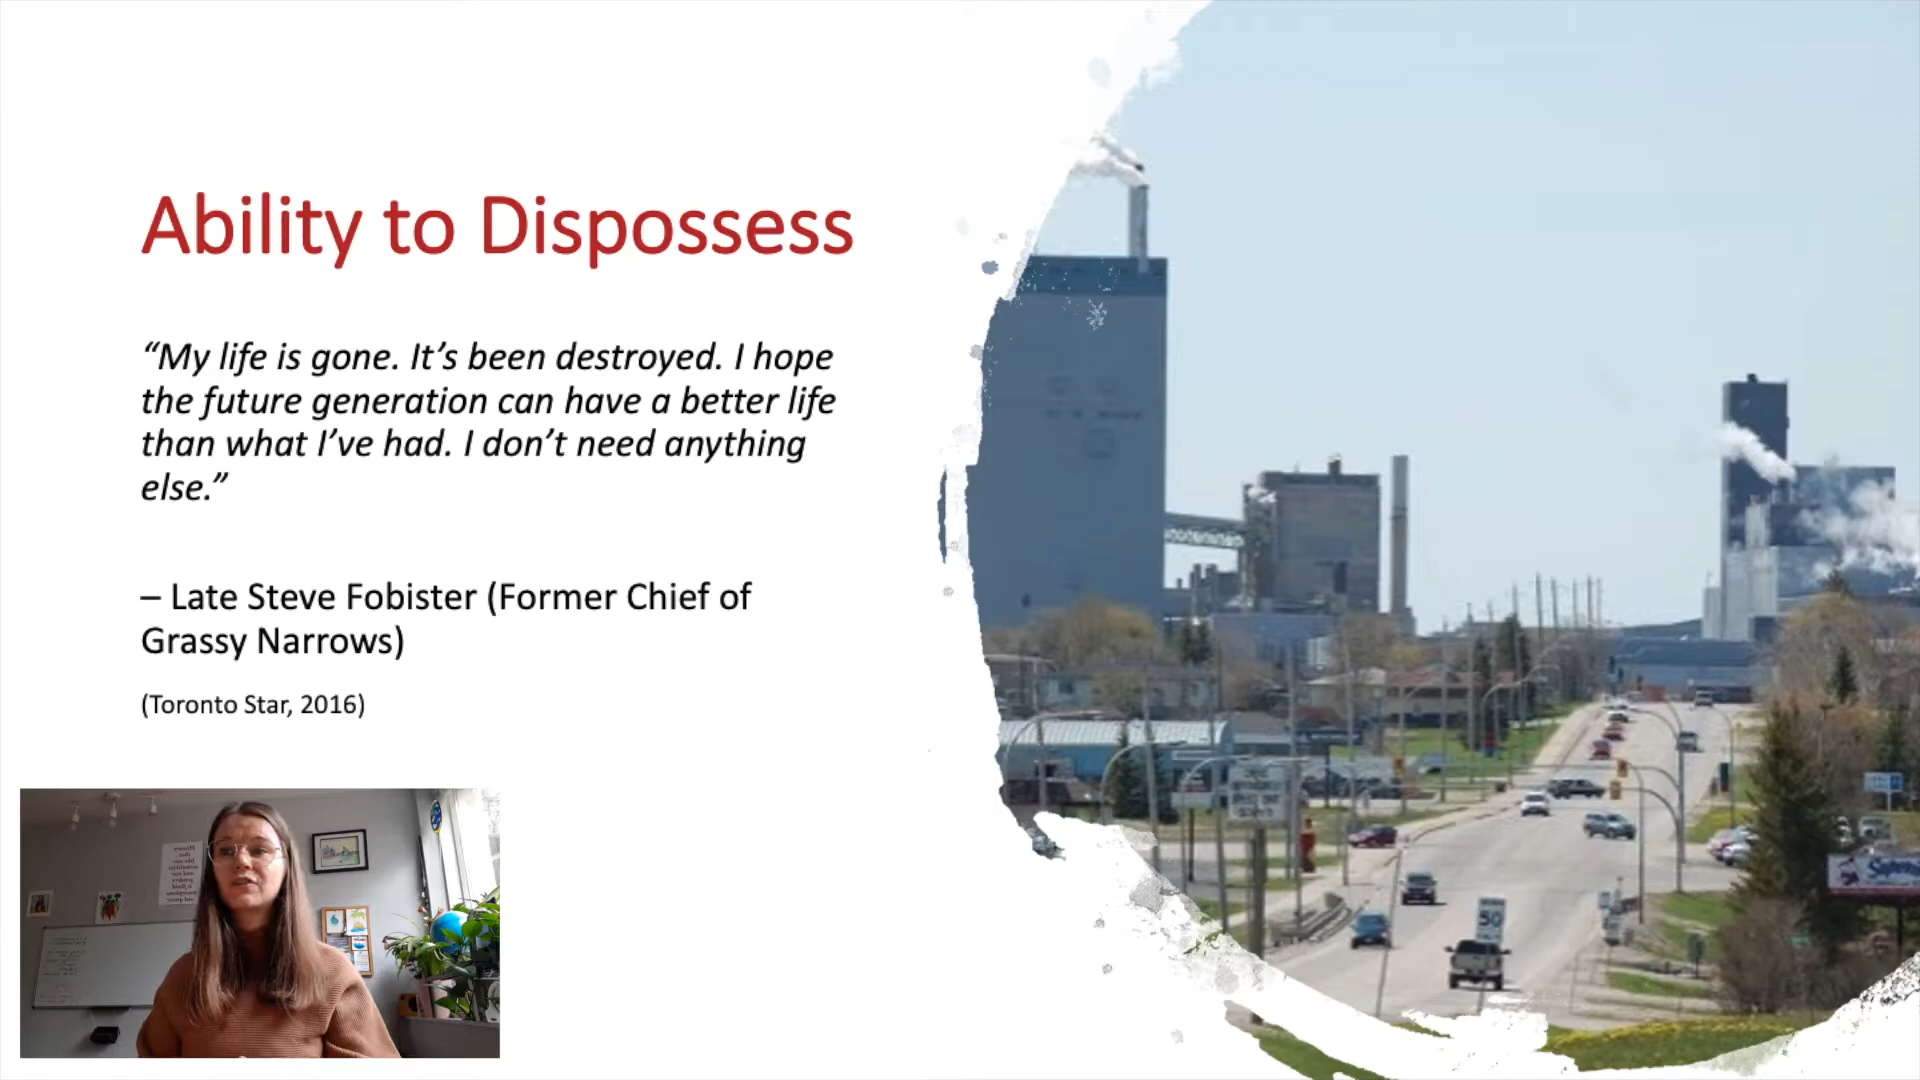 Ability to Dispossess
“My life is gone. It’s been destroyed. I hope
the future generation can have a better life
than what I’ve had. I don’t need anything
else.”
– Late Steve Fobister (Former Chief of
Grassy Narrows)
(Toronto Star, 2016)
50